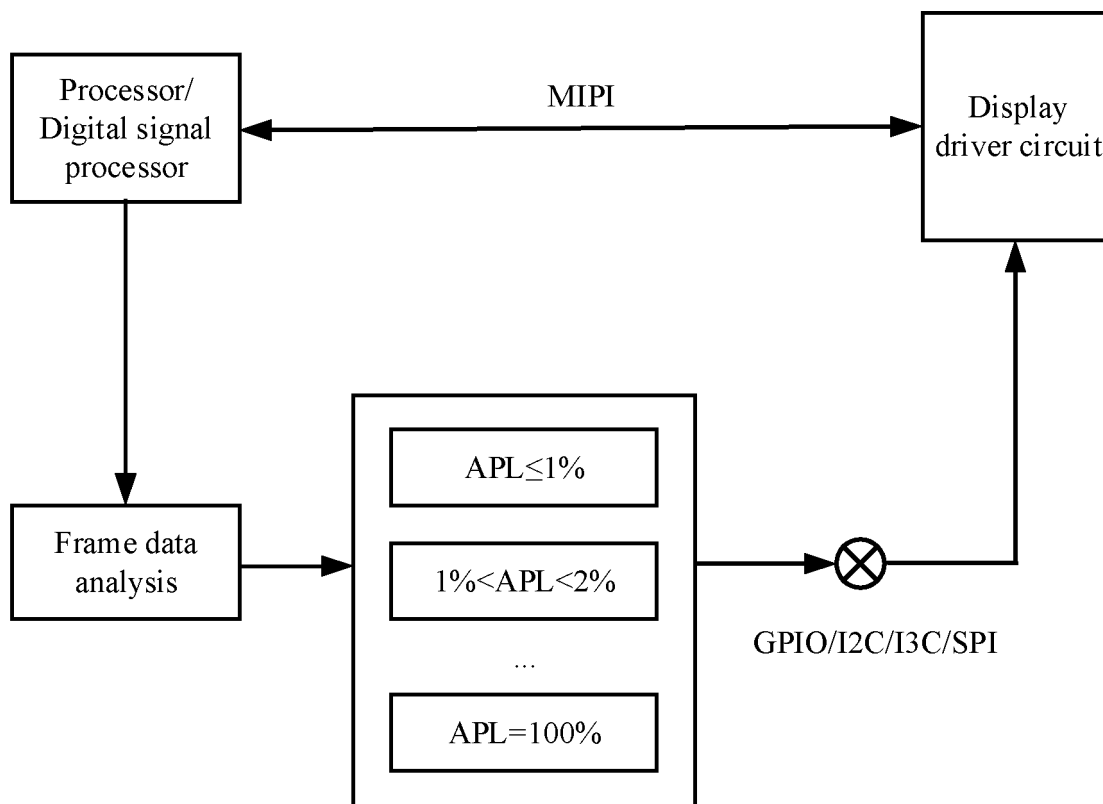 Processor/
Digital signal
processor
MIPI
Display
driver circuit
Frame data
analysis
APL≤1%
1%<APL<2%
...
APL=100%
GPIO/I2C/I3C/SPI